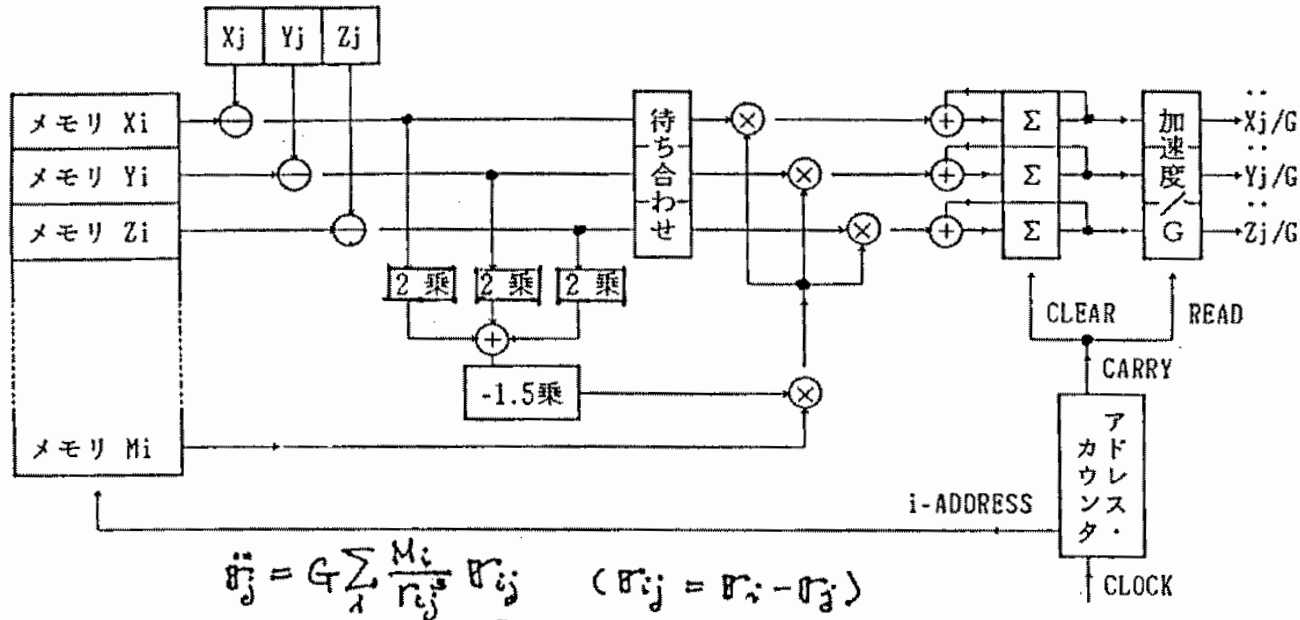 Xj Yj Zj
メモリ Xi
メモリ Yi
メモリ Zi
メモリ Mi
2乗 2乗 2乗
-1.5乗
待ち合わせ
Σ
Σ
Σ
加速度/G
Ẍj/G
Ÿj/G
Z̈j/G
CLEAR
READ
CARRY
アドレス・
カウンタ
i-ADDRESS
CLOCK
r̈j = G Σi Mi/rij³ rij (rij = ri - rj)